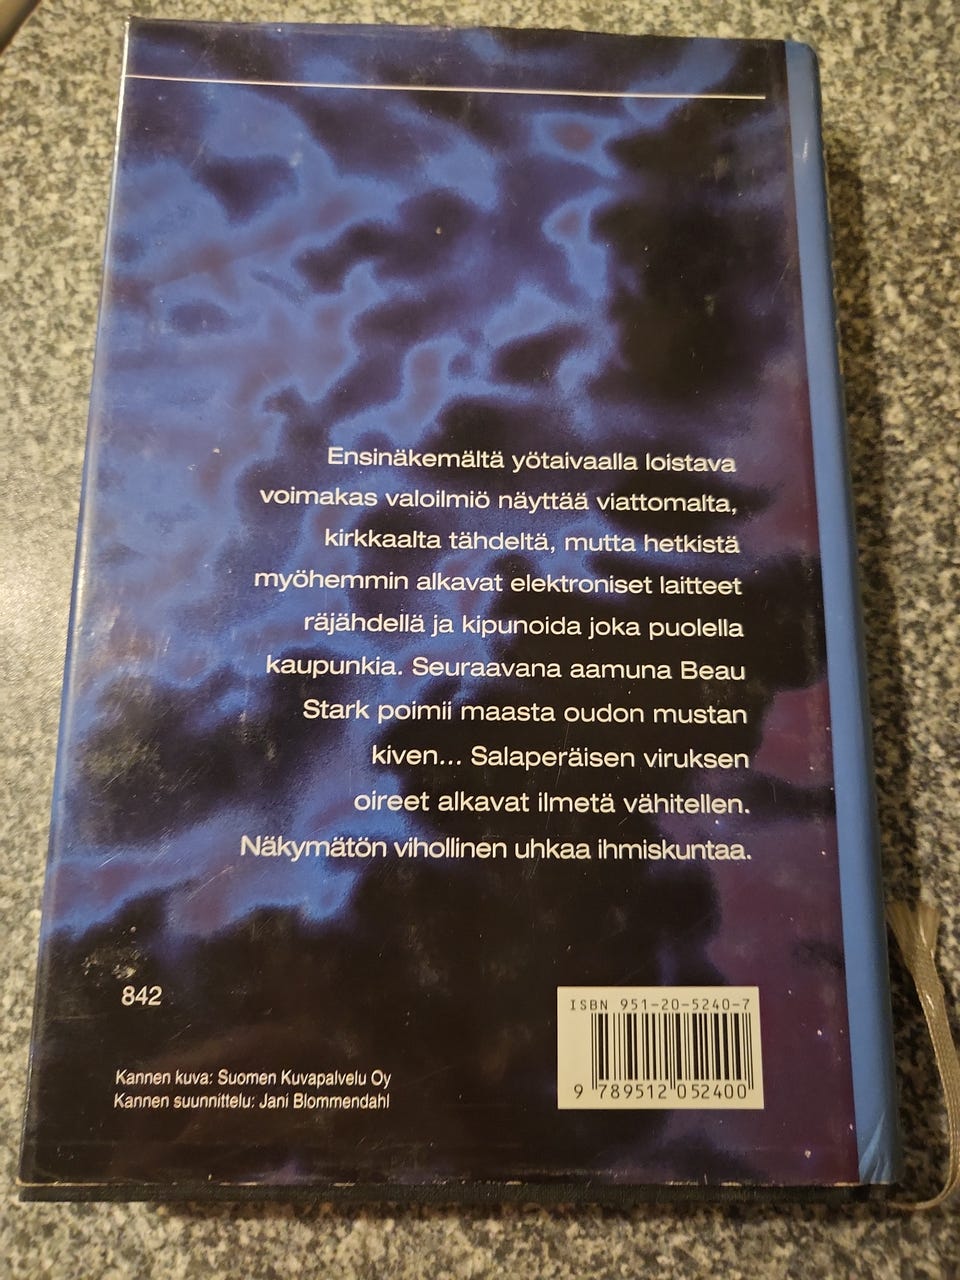 Ensinäkemältä yötaivaalla loistava
voimakas valoilmiö näyttää viattomalta,
kirkkaalta tähdeltä, mutta hetkistä
myöhemmin alkavat elektroniset laitteet
räjähdellä ja kipunoida joka puolella
kaupunkia. Seuraavana aamuna Beau
Stark poimii maasta oudon mustan
kiven... Salaperäisen viruksen
oireet alkavat ilmetä vähitellen.
Näkymätön vihollinen uhkaa ihmiskuntaa.
842
ISBN 951-20-5240-7
9 789512 052400
Kannen kuva: Suomen Kuvapalvelu Oy
Kannen suunnittelu: Jani Blommendahl